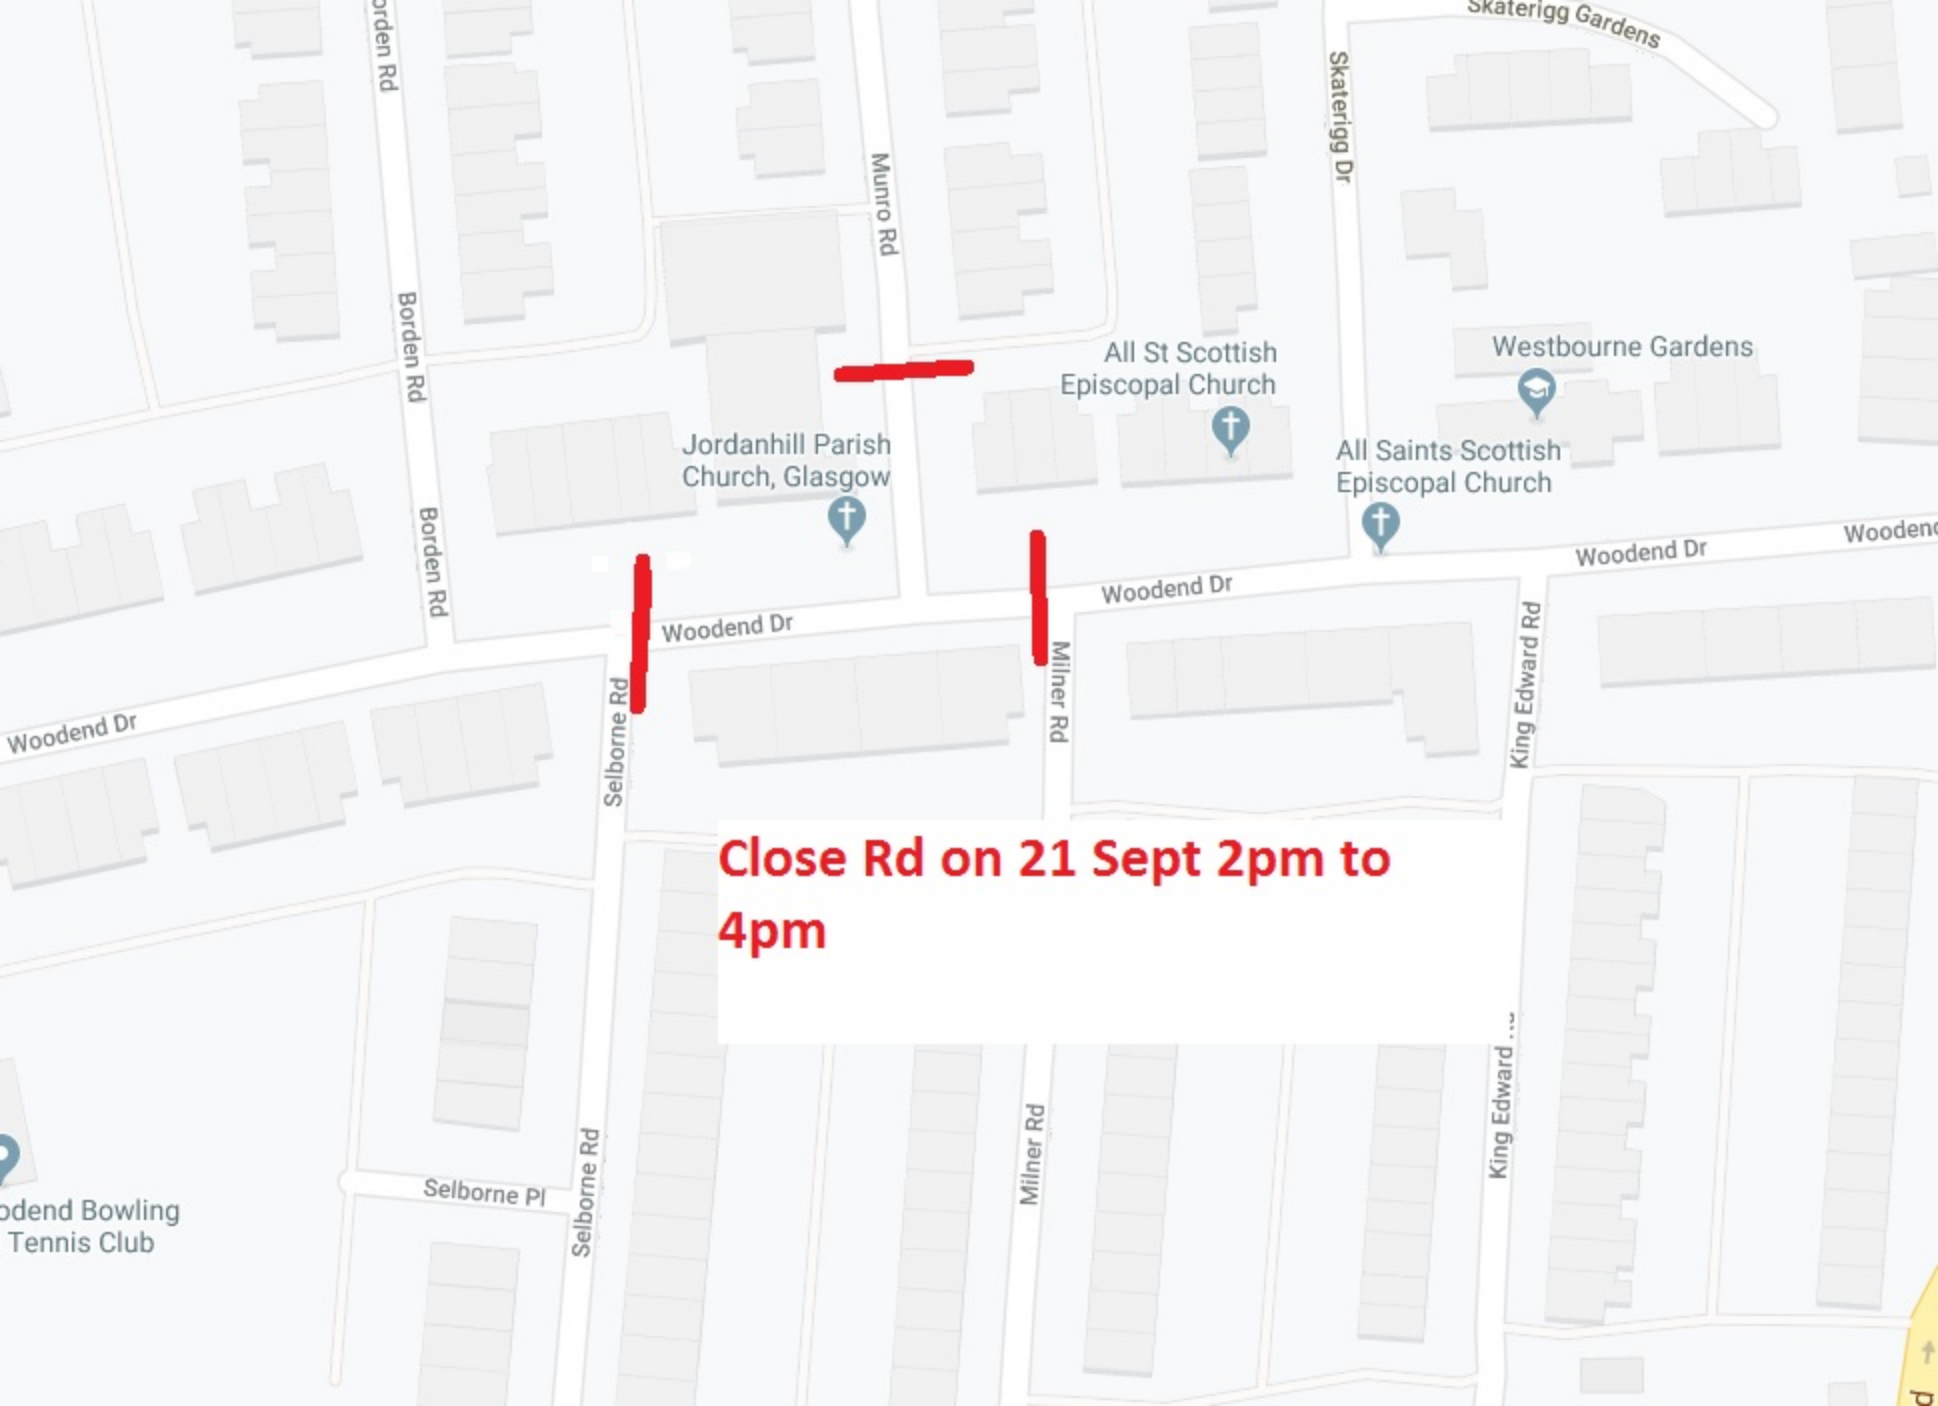 Skaterigg Gardens
orden Rd
Skaterigg Dr
Munro Rd
Borden Rd
All St Scottish
Episcopal Church
Westbourne Gardens
Jordanhill Parish
Church, Glasgow
All Saints Scottish
Episcopal Church
Borden Rd
Woodend Dr
Woodend
Woodend Dr
Woodend Dr
King Edward Rd
Milner Rd
Selborne Rd
Woodend Dr
Close Rd on 21 Sept 2pm to
4pm
King Edward
Milner Rd
Selborne Rd
Selborne Pl
odend Bowling
Tennis Club